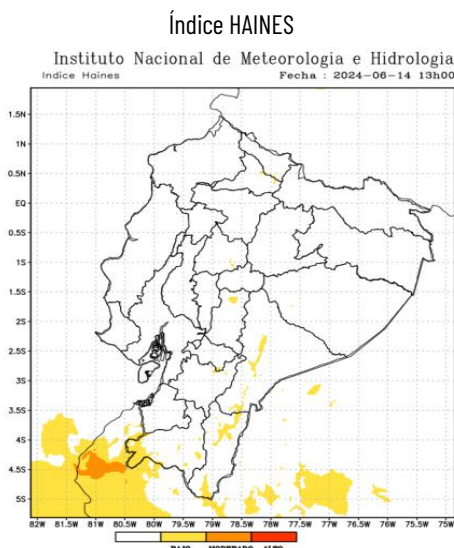 Índice HAINES
Instituto Nacional de Meteorologia e Hidrologia
Indice Haines Fecha : 2024-06-14 13h00
1.5N
1N
0.5N
EQ
0.5S
1S
1.5S
2S
2.5S
3S
3.5S
4S
4.5S
5S
82W 81.5W 81W 80.5W 80W 79.5W 79W 78.5W 78W 77.5W 77W 76.5W 76W 75.5W 75W
BAJO MODERADO ALTO